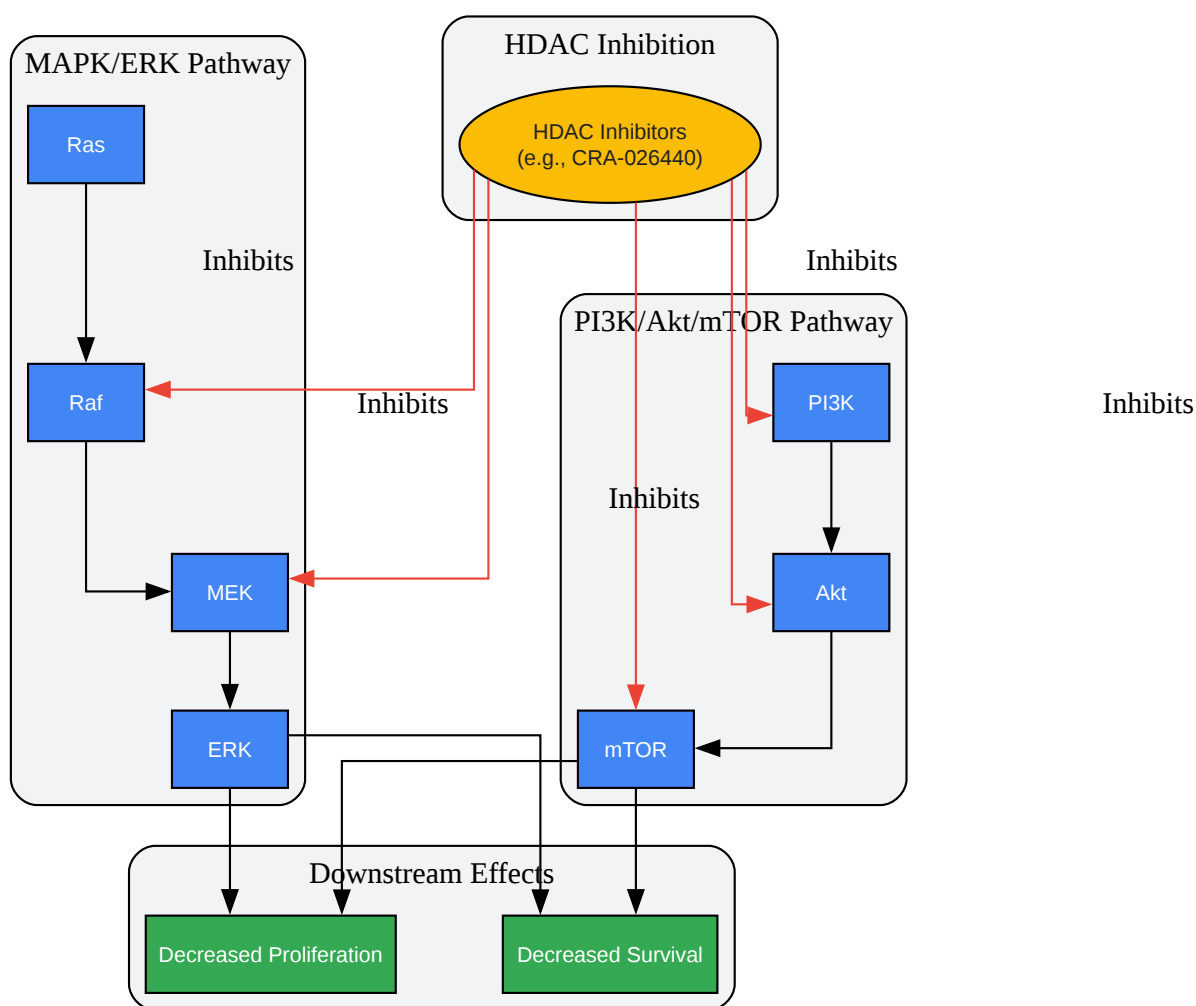 HDAC Inhibition
MAPK/ERK Pathway
HDAC Inhibitors
(e.g., CRA-026440)
Ras
Inhibits
Inhibits
PI3K/Akt/mTOR Pathway
Raf
Inhibits
PI3K
Inhibits
Inhibits
MEK
Akt
ERK
mTOR
Downstream Effects
Decreased Proliferation
Decreased Survival